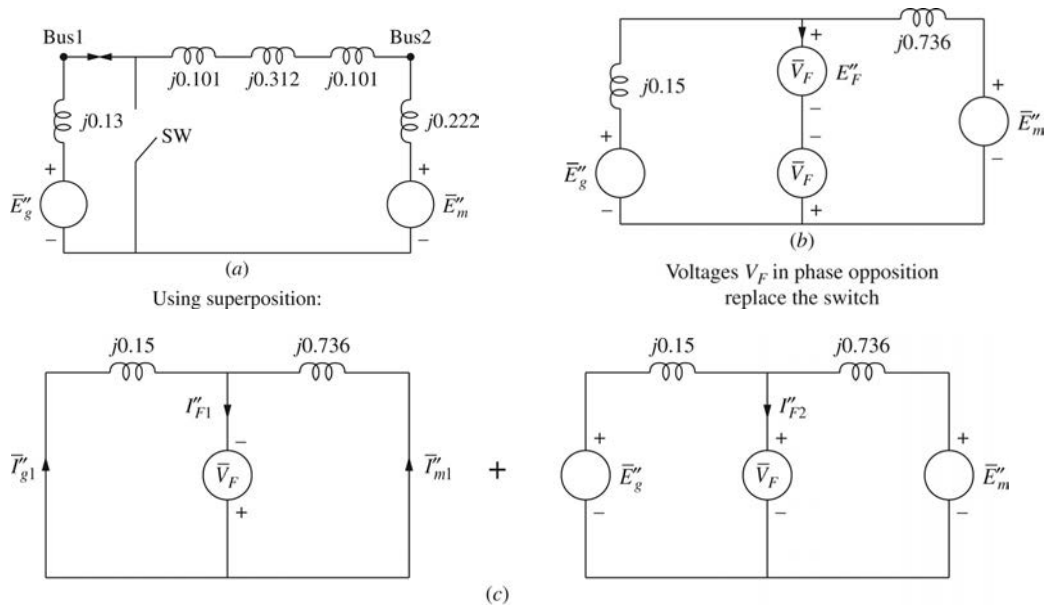 Bus1
Bus2
j0.101
j0.312
j0.101
j0.13
j0.222
SW
+
Ē″g
−
+
Ē″m
−
(a)
Using superposition:
j0.736
j0.15
+
V̄F
E″F
−
−
V̄F
+
+
Ē″g
−
+
Ē″m
−
(b)
Voltages VF in phase opposition
replace the switch
j0.15
j0.736
I″F1
Ī″g1
−
V̄F
+
Ī″m1
+
j0.15
j0.736
I″F2
+
Ē″g
−
+
V̄F
−
+
Ē″m
−
(c)